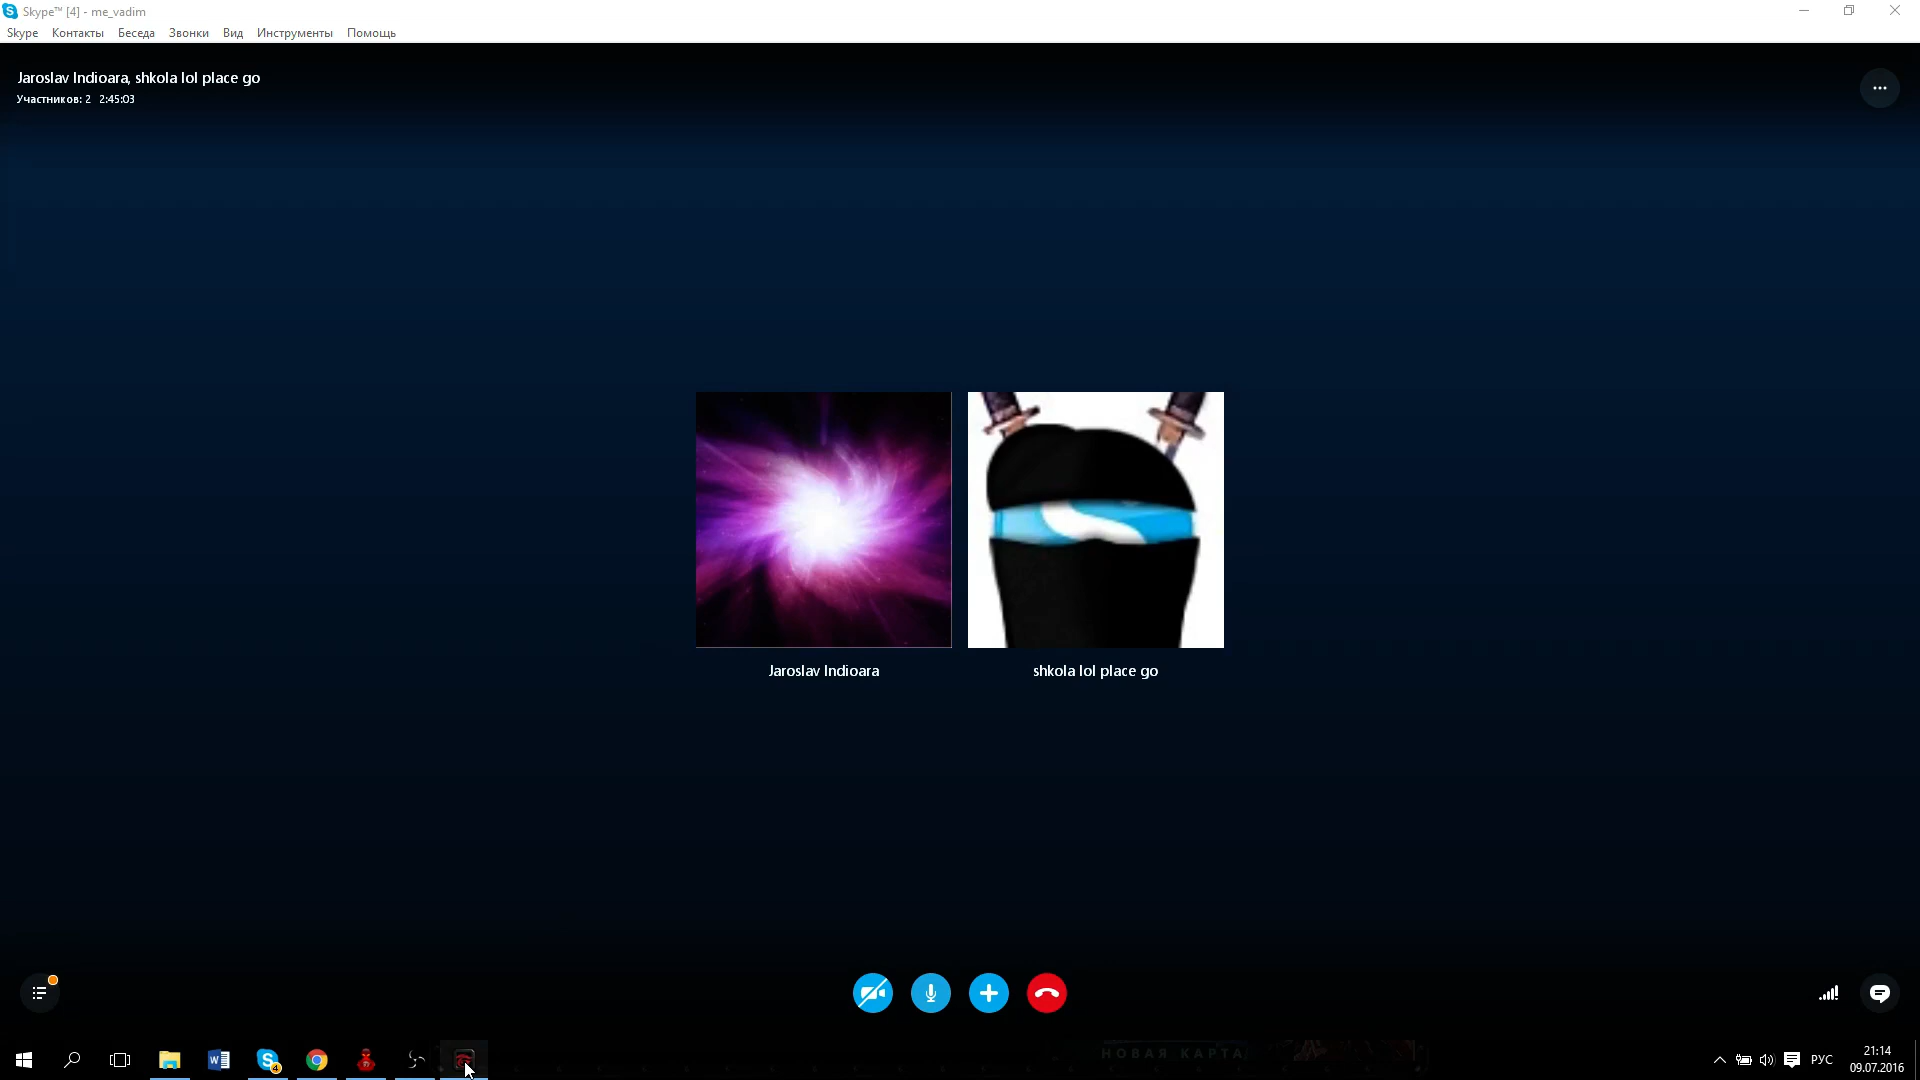 Skype™ [4] - me_vadim
Skype Контакты Беседа Звонки Вид Инструменты Помощь
Jaroslav Indioara, shkola lol place go
Участников: 2 2:45:03
Jaroslav Indioara
shkola lol place go
4
НОВАЯ КАРТА
РУС
21:14
09.07.2016